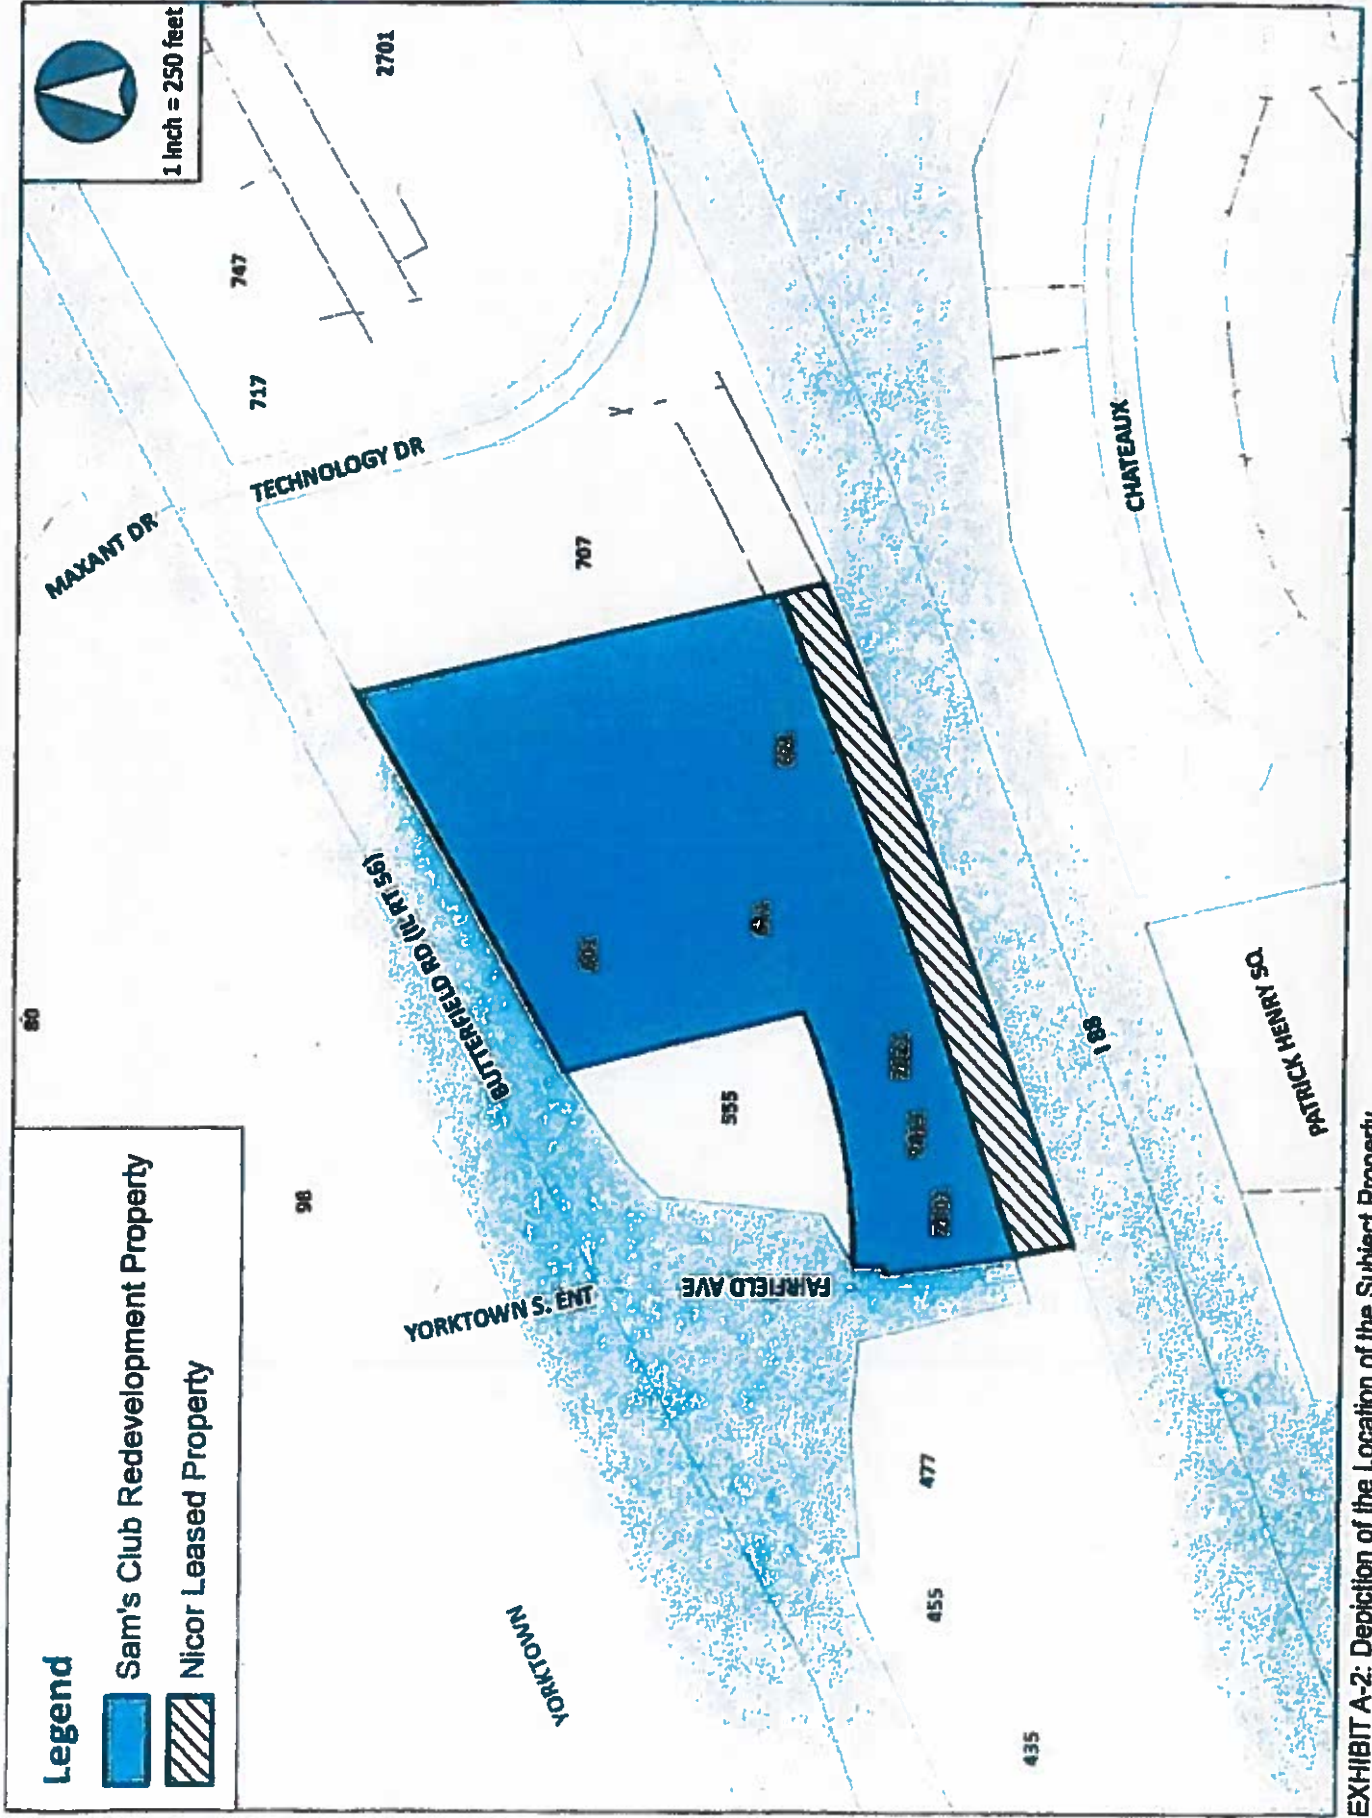 Legend
Sam's Club Redevelopment Property
Nicor Leased Property
1 Inch = 250 feet
80
98
2701
747
717
MAXANT DR
TECHNOLOGY DR
707
BUTTERFIELD RD (IL RT 56)
YORKTOWN S. ENT
YORKTOWN
FAIRFIELD AVE
555
601
477
455
435
I 88
CHATEAUX
PATRICK HENRY SQ.
EXHIBIT A-2: Depiction of the Location of the Subject Property